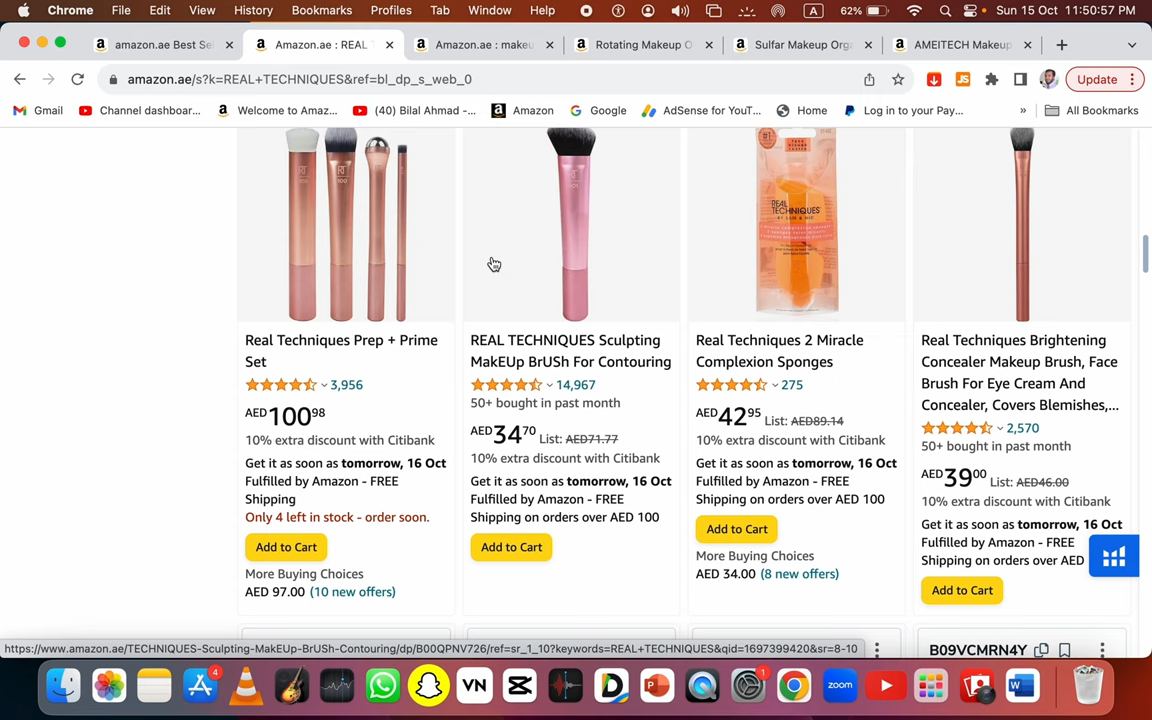 Chrome File Edit View History Bookmarks Profiles Tab Window Help A 62% Sun 15 Oct 11:50:57 PM
amazon.ae Best Se
Amazon.ae : REAL T
Amazon.ae : makeu
Rotating Makeup O
Sulfar Makeup Orga
AMEITECH Makeup
amazon.ae/s?k=REAL+TECHNIQUES&ref=bl_dp_s_web_0
JS
Update
Gmail Channel dashboar... Welcome to Amaz... (40) Bilal Ahmad -... Amazon Google AdSense for YouT... Home Log in to your Pay... » All Bookmarks
REAL TECHNIQUES
Real Techniques Prep + Prime
Set
3,956
AED100 98
10% extra discount with Citibank
Get it as soon as tomorrow, 16 Oct
Fulfilled by Amazon - FREE
Shipping
Only 4 left in stock - order soon.
Add to Cart
More Buying Choices
AED 97.00 (10 new offers)
REAL TECHNIQUES Sculpting
MakEUp BrUSh For Contouring
14,967
50+ bought in past month
AED34 70 List: AED71.77
10% extra discount with Citibank
Get it as soon as tomorrow, 16 Oct
Fulfilled by Amazon - FREE
Shipping on orders over AED 100
Add to Cart
Real Techniques 2 Miracle
Complexion Sponges
275
AED42 95 List: AED89.14
10% extra discount with Citibank
Get it as soon as tomorrow, 16 Oct
Fulfilled by Amazon - FREE
Shipping on orders over AED 100
Add to Cart
More Buying Choices
AED 34.00 (8 new offers)
Real Techniques Brightening
Concealer Makeup Brush, Face
Brush For Eye Cream And
Concealer, Covers Blemishes,...
2,570
50+ bought in past month
AED39 00 List: AED46.00
10% extra discount with Citibank
Get it as soon as tomorrow, 16 Oct
Fulfilled by Amazon - FREE
Shipping on orders over AED
Add to Cart
B09VCMRN4Y
https://www.amazon.ae/TECHNIQUES-Sculpting-MakEUp-BrUSh-Contouring/dp/B00QPNV726/ref=sr_1_10?keywords=REAL+TECHNIQUES&qid=1697399420&sr=8-10
4
VN
zoom
1